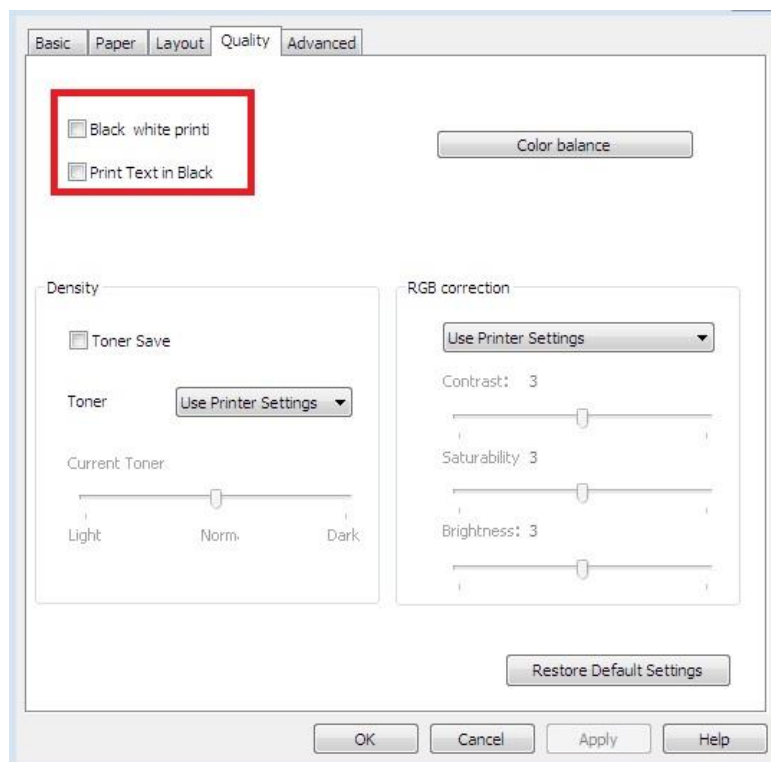 Basic Paper Layout Quality Advanced
Black white printi
Print Text in Black
Color balance
Density
Toner Save
Toner Use Printer Settings
Current Toner
Light Norm. Dark
RGB correction
Use Printer Settings
Contrast: 3
Saturability 3
Brightness: 3
Restore Default Settings
OK Cancel Apply Help